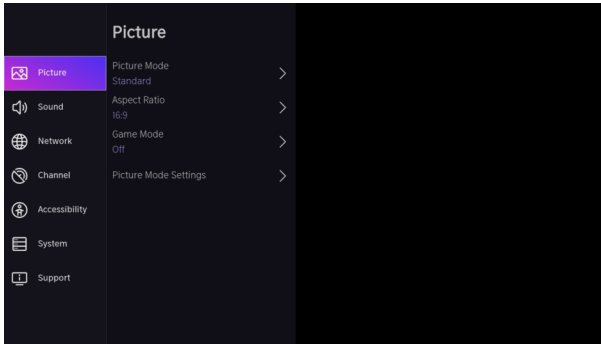 Picture
Picture
Sound
Network
Channel
Accessibility
System
Support
Picture Mode
Standard
Aspect Ratio
16:9
Game Mode
Off
Picture Mode Settings